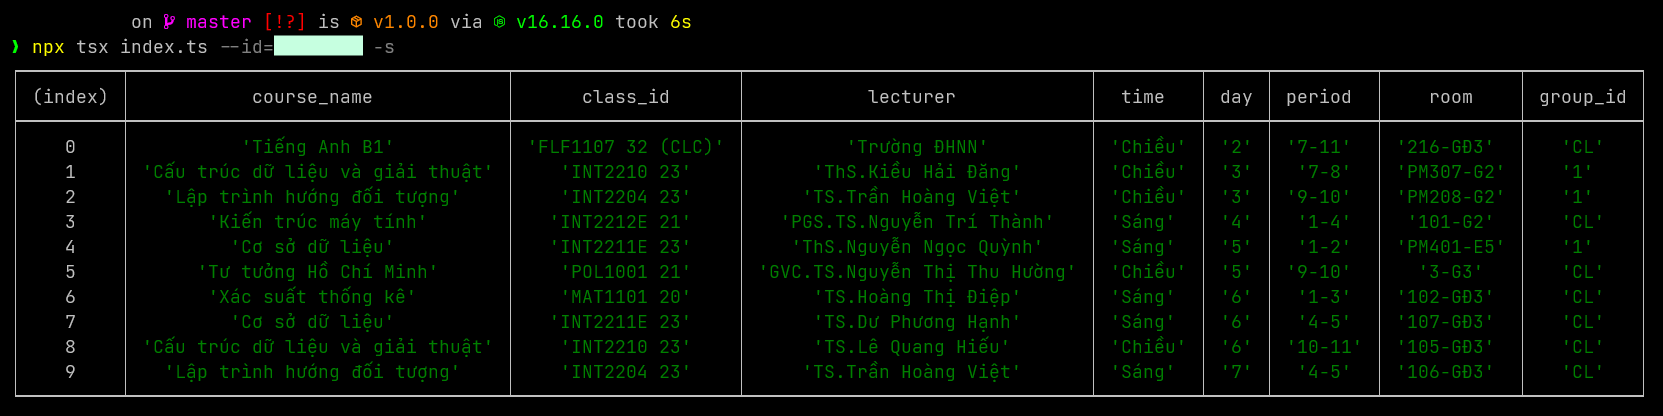 on master [!?] is v1.0.0 via v16.16.0 took 6s
❯ npx tsx index.ts --id= -s
(index) course_name class_id lecturer time day period room group_id
0 'Tiếng Anh B1' 'FLF1107 32 (CLC)' 'Trường ĐHNN' 'Chiều' '2' '7-11' '216-GĐ3' 'CL'
1 'Cấu trúc dữ liệu và giải thuật' 'INT2210 23' 'ThS.Kiều Hải Đăng' 'Chiều' '3' '7-8' 'PM307-G2' '1'
2 'Lập trình hướng đối tượng' 'INT2204 23' 'TS.Trần Hoàng Việt' 'Chiều' '3' '9-10' 'PM208-G2' '1'
3 'Kiến trúc máy tính' 'INT2212E 21' 'PGS.TS.Nguyễn Trí Thành' 'Sáng' '4' '1-4' '101-G2' 'CL'
4 'Cơ sở dữ liệu' 'INT2211E 23' 'ThS.Nguyễn Ngọc Quỳnh' 'Sáng' '5' '1-2' 'PM401-E5' '1'
5 'Tư tưởng Hồ Chí Minh' 'POL1001 21' 'GVC.TS.Nguyễn Thị Thu Hường' 'Chiều' '5' '9-10' '3-G3' 'CL'
6 'Xác suất thống kê' 'MAT1101 20' 'TS.Hoàng Thị Điệp' 'Sáng' '6' '1-3' '102-GĐ3' 'CL'
7 'Cơ sở dữ liệu' 'INT2211E 23' 'TS.Dư Phương Hạnh' 'Sáng' '6' '4-5' '107-GĐ3' 'CL'
8 'Cấu trúc dữ liệu và giải thuật' 'INT2210 23' 'TS.Lê Quang Hiếu' 'Chiều' '6' '10-11' '105-GĐ3' 'CL'
9 'Lập trình hướng đối tượng' 'INT2204 23' 'TS.Trần Hoàng Việt' 'Sáng' '7' '4-5' '106-GĐ3' 'CL'